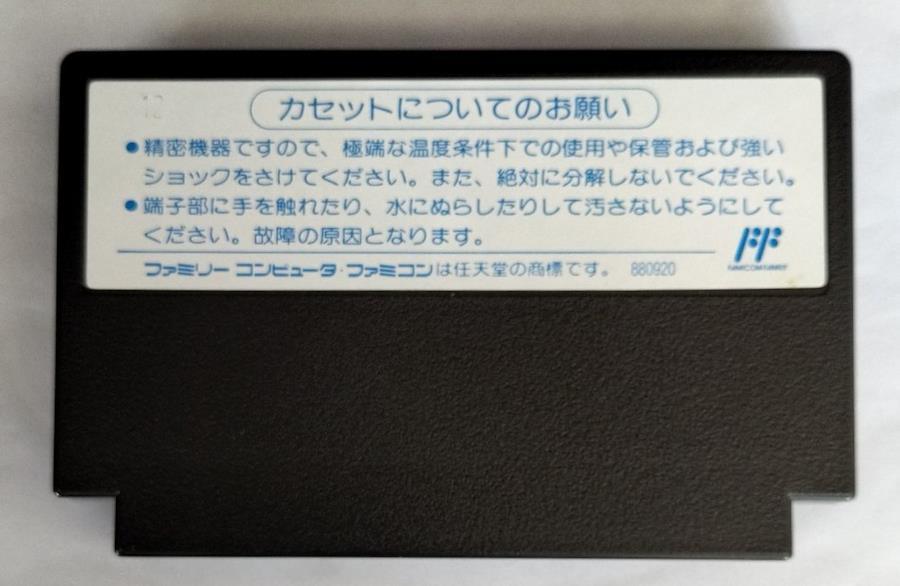 12
カセットについてのお願い
●精密機器ですので、極端な温度条件下での使用や保管および強い
ショックをさけてください。また、絶対に分解しないでください。
●端子部に手を触れたり、水にぬらしたりして汚さないようにして
ください。故障の原因となります。
FF
FAMICOM FAMILY
ファミリー コンピュータ・ファミコンは任天堂の商標です。 880920